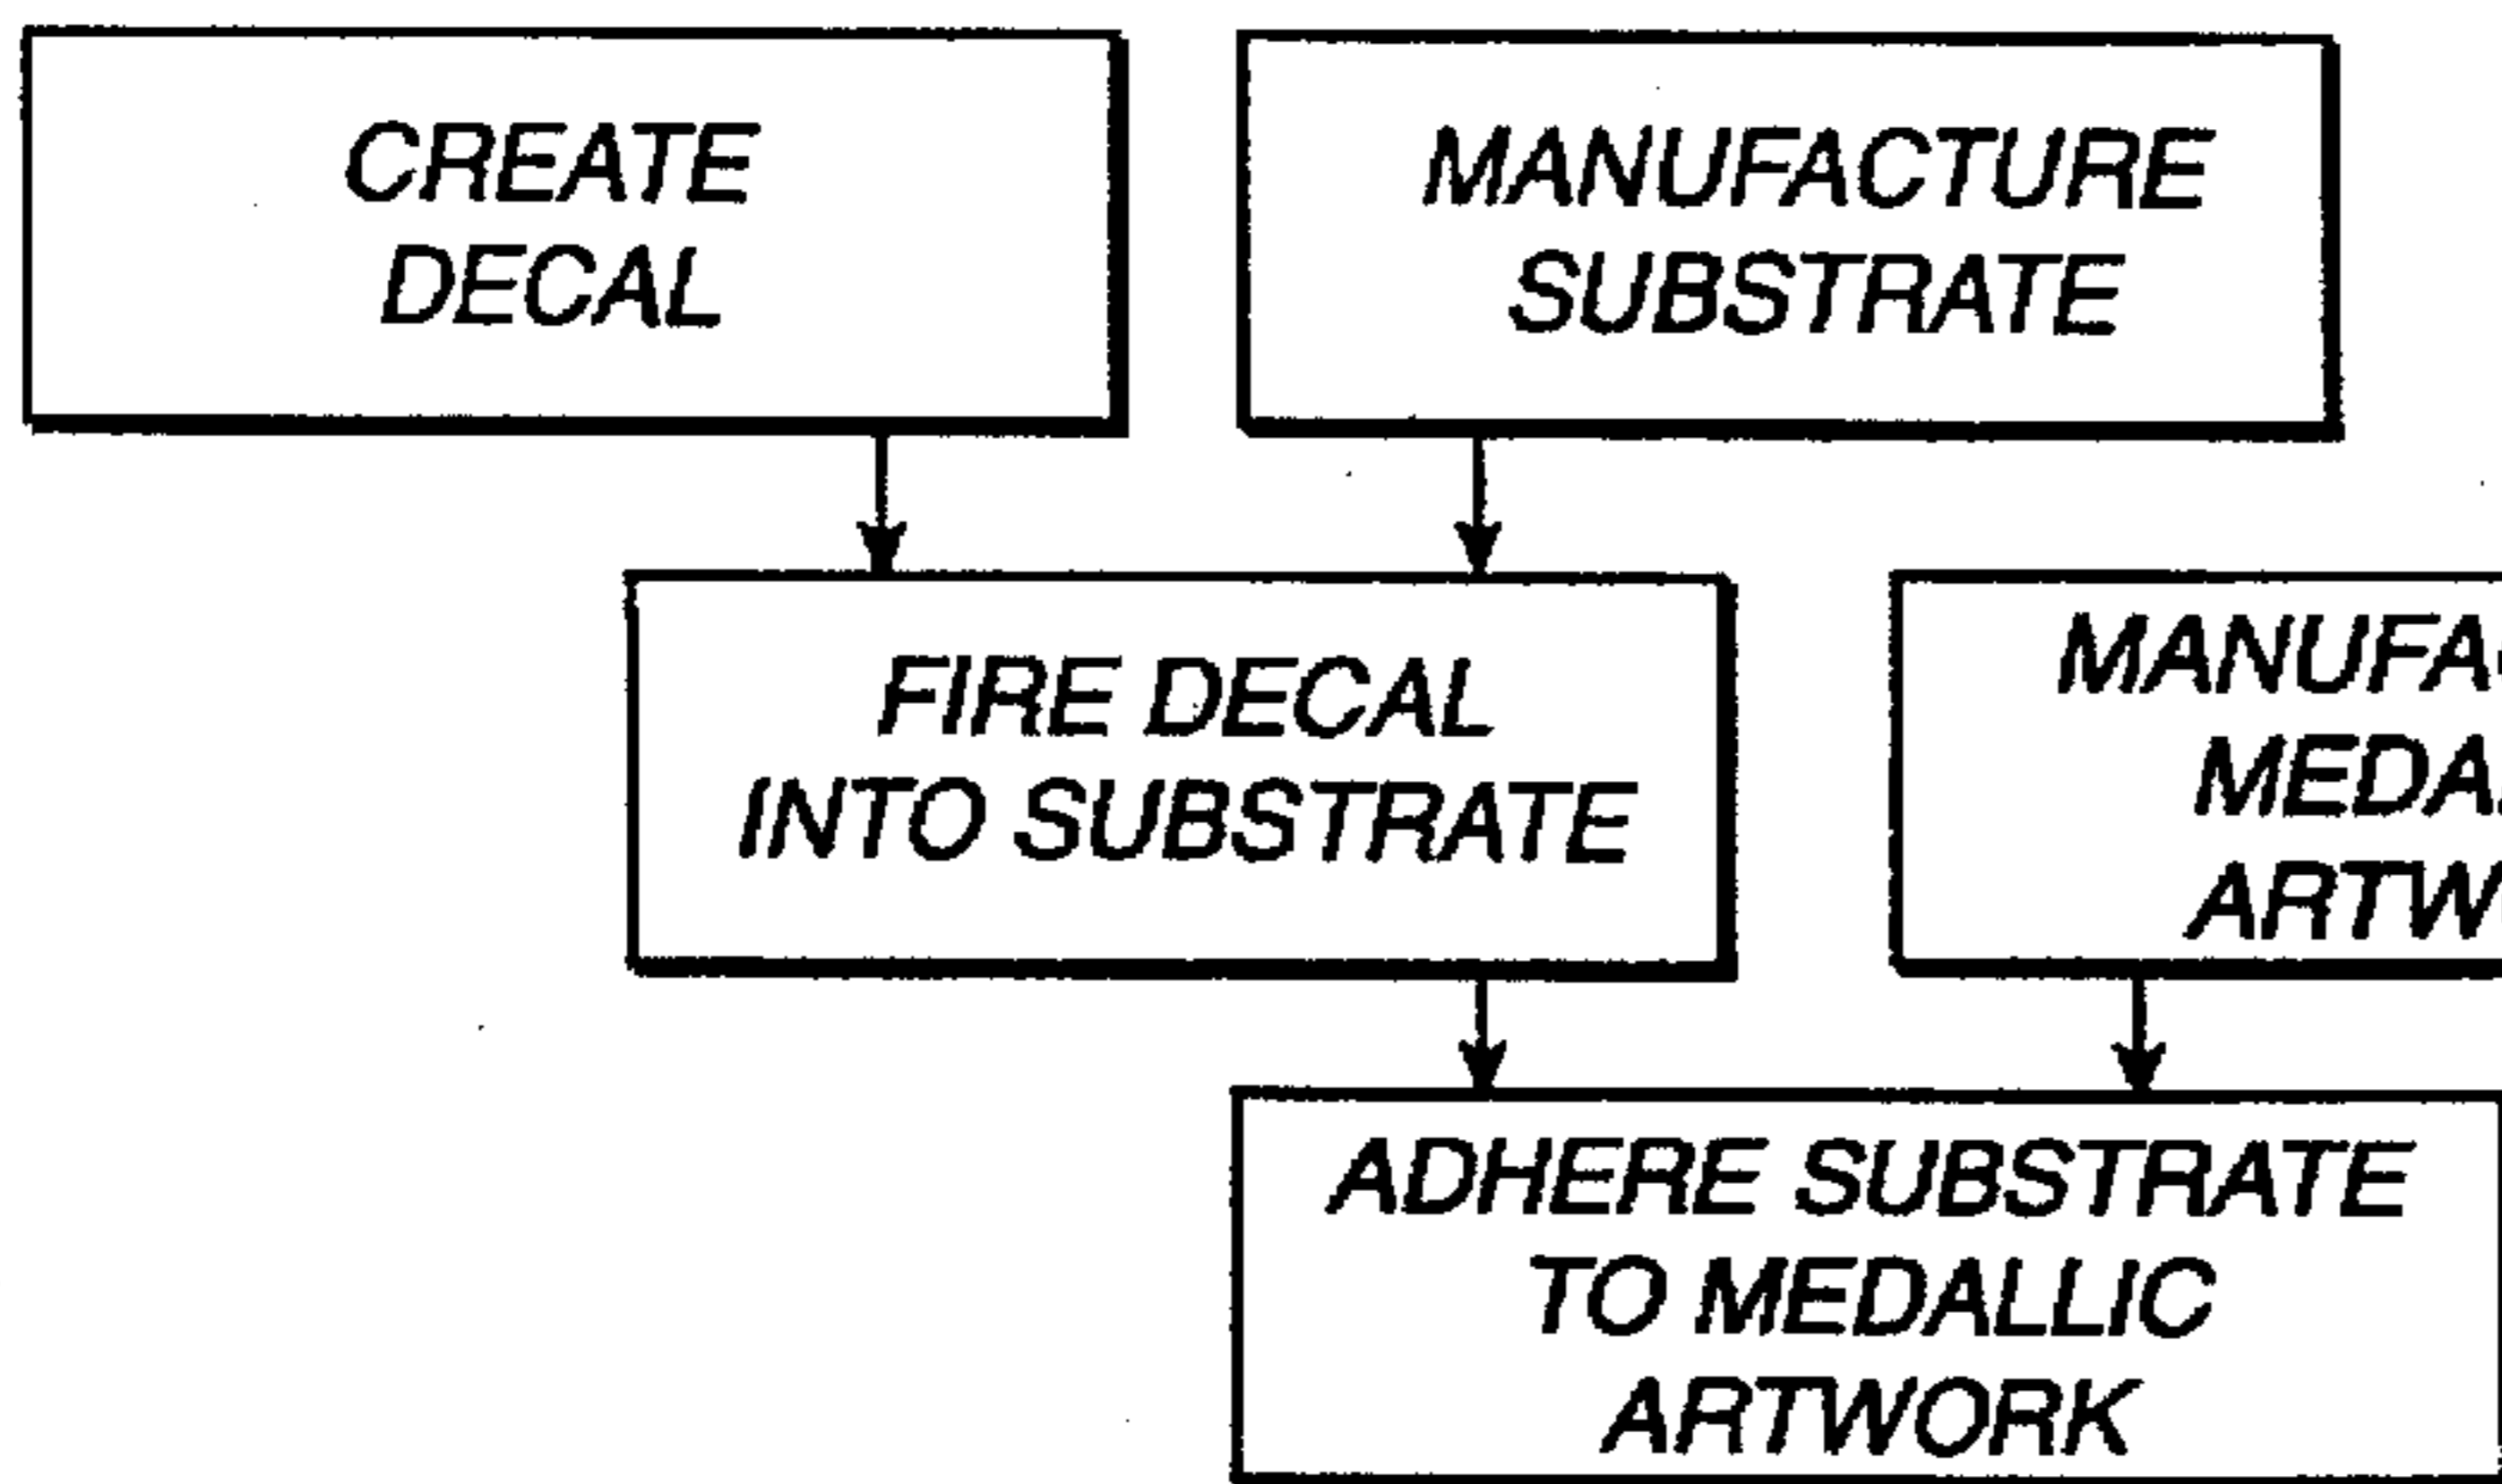 CREATE
DECAL
MANUFACTURE
SUBSTRATE
FIRE DECAL
INTO SUBSTRATE
ADHERE SUBSTRATE
TO MEDALLIC
ARTWORK